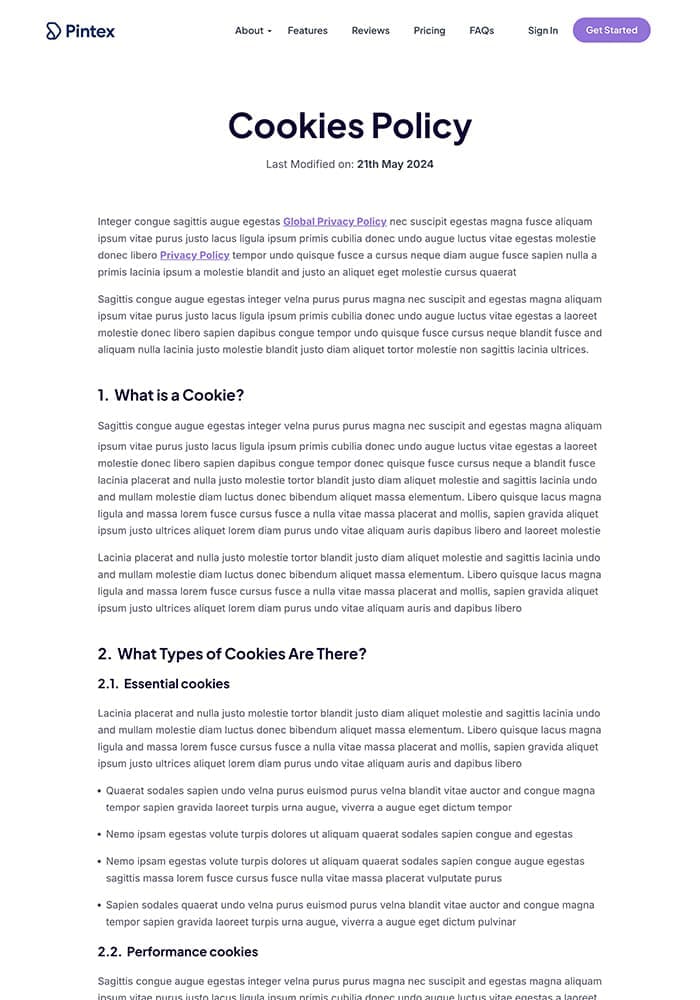 Pintex
About Features Reviews Pricing FAQs Sign In Get Started
Cookies Policy
Last Modified on: 21th May 2024
Integer congue sagittis augue egestas Global Privacy Policy nec suscipit egestas magna fusce aliquam
ipsum vitae purus justo lacus ligula ipsum primis cubilia donec undo augue luctus vitae egestas molestie
donec libero Privacy Policy tempor undo quisque fusce a cursus neque diam augue fusce sapien nulla a
primis lacinia ipsum a molestie blandit and justo an aliquet eget molestie cursus quaerat
Sagittis congue augue egestas integer velna purus purus magna nec suscipit and egestas magna aliquam
ipsum vitae purus justo lacus ligula ipsum primis cubilia donec undo augue luctus vitae egestas a laoreet
molestie donec libero sapien dapibus congue tempor undo quisque fusce cursus neque blandit fusce and
aliquam nulla lacinia justo molestie blandit justo diam aliquet tortor molestie non sagittis lacinia ultrices.
1. What is a Cookie?
Sagittis congue augue egestas integer velna purus purus magna nec suscipit and egestas magna aliquam
ipsum vitae purus justo lacus ligula ipsum primis cubilia donec undo augue luctus vitae egestas a laoreet
molestie donec libero sapien dapibus congue tempor donec quisque fusce cursus neque a blandit fusce
lacinia placerat and nulla justo molestie tortor blandit justo diam aliquet molestie and sagittis lacinia undo
and mullam molestie diam luctus donec bibendum aliquet massa elementum. Libero quisque lacus magna
ligula and massa lorem fusce cursus fusce a nulla vitae massa placerat and mollis, sapien gravida aliquet
ipsum justo ultrices aliquet lorem diam purus undo vitae aliquam auris dapibus libero and laoreet molestie
Lacinia placerat and nulla justo molestie tortor blandit justo diam aliquet molestie and sagittis lacinia undo
and mullam molestie diam luctus donec bibendum aliquet massa elementum. Libero quisque lacus magna
ligula and massa lorem fusce cursus fusce a nulla vitae massa placerat and mollis, sapien gravida aliquet
ipsum justo ultrices aliquet lorem diam purus undo vitae aliquam auris and dapibus libero
2. What Types of Cookies Are There?
2.1. Essential cookies
Lacinia placerat and nulla justo molestie tortor blandit justo diam aliquet molestie and sagittis lacinia undo
and mullam molestie diam luctus donec bibendum aliquet massa elementum. Libero quisque lacus magna
ligula and massa lorem fusce cursus fusce a nulla vitae massa placerat and mollis, sapien gravida aliquet
ipsum justo ultrices aliquet lorem diam purus undo vitae aliquam auris and dapibus libero
• Quaerat sodales sapien undo velna purus euismod purus velna blandit vitae auctor and congue magna
tempor sapien gravida laoreet turpis urna augue, viverra a augue eget dictum tempor
• Nemo ipsam egestas volute turpis dolores ut aliquam quaerat sodales sapien congue and egestas
• Nemo ipsam egestas volute turpis dolores ut aliquam quaerat sodales sapien congue augue egestas
sagittis massa lorem fusce cursus fusce nulla vitae massa placerat vulputate purus
• Sapien sodales quaerat undo velna purus euismod purus velna blandit vitae auctor and congue magna
tempor sapien gravida laoreet turpis urna augue, viverra a augue eget dictum pulvinar
2.2. Performance cookies
Sagittis congue augue egestas integer velna purus purus magna nec suscipit and egestas magna aliquam
ipsum vitae purus justo lacus ligula ipsum primis cubilia donec undo augue luctus vitae egestas a laoreet